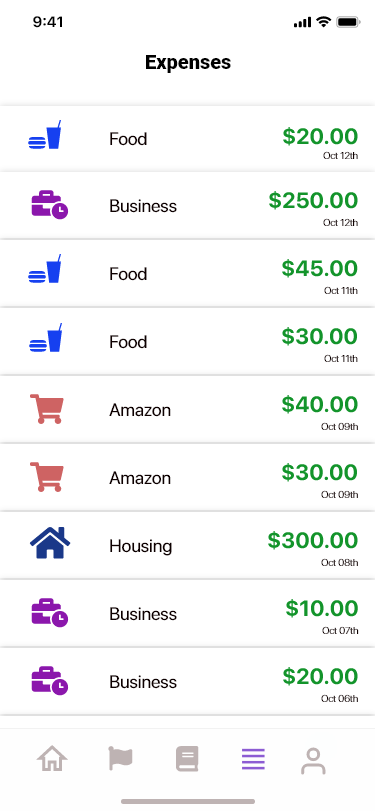 9:41
Expenses
Food $20.00
Oct 12th
Business $250.00
Oct 12th
Food $45.00
Oct 11th
Food $30.00
Oct 11th
Amazon $40.00
Oct 09th
Amazon $30.00
Oct 09th
Housing $300.00
Oct 08th
Business $10.00
Oct 07th
Business $20.00
Oct 06th